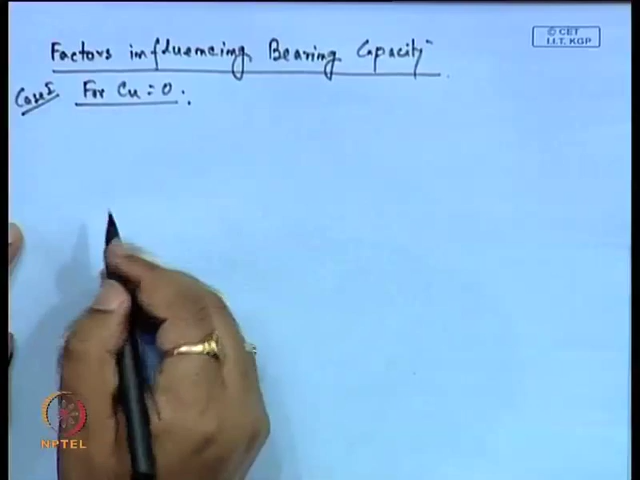 Factors influencing Bearing Capacity
© CET
I.I.T. KGP
Case I For Cu = 0 :
NPTEL